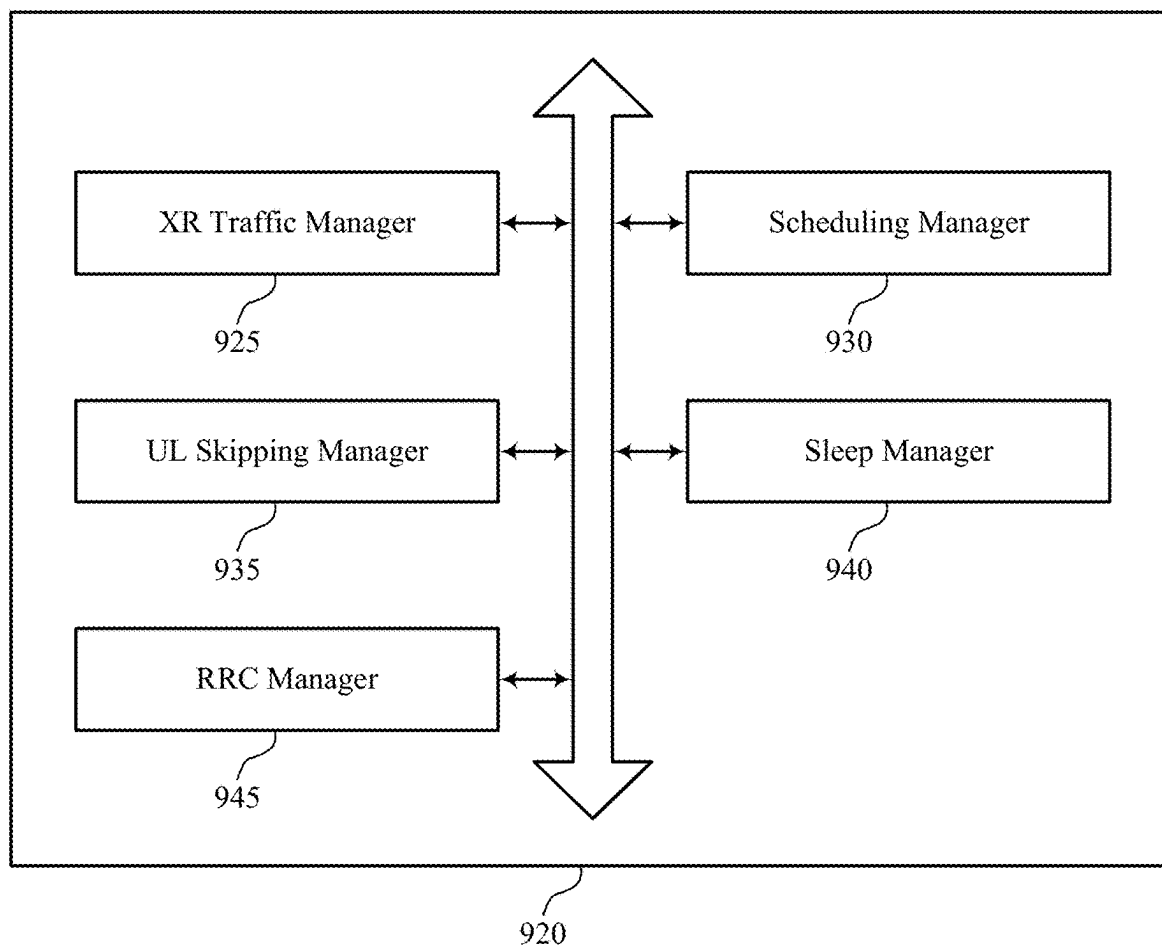 XR Traffic Manager
Scheduling Manager
925
930
UL Skipping Manager
Sleep Manager
935
940
RRC Manager
945
920